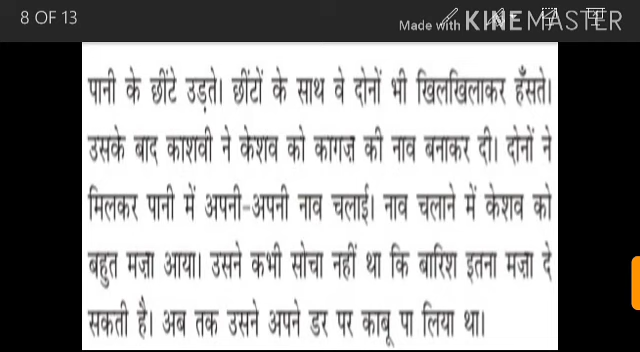 8 OF 13
Made with KINEMASTER
पानी के छींटे उड़ते। छींटों के साथ वे दोनों भी खिलखिलाकर हँसते।
उसके बाद काशवी ने केशव को कागज़ की नाव बनाकर दी। दोनों ने
मिलकर पानी में अपनी-अपनी नाव चलाई। नाव चलाने में केशव को
बहुत मज़ा आया। उसने कभी सोचा नहीं था कि बारिश इतना मज़ा दे
सकती है। अब तक उसने अपने डर पर काबू पा लिया था।